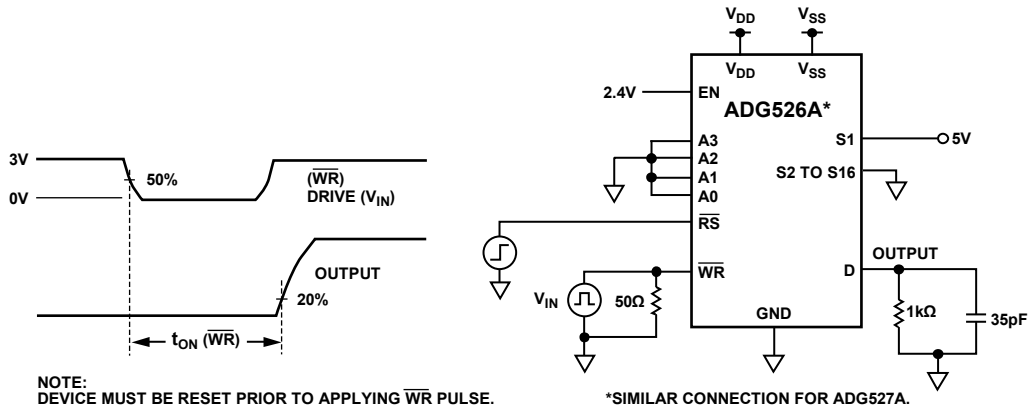 3V
0V
50%
(WR)
DRIVE (VIN)
OUTPUT
20%
tON (WR)
NOTE:
DEVICE MUST BE RESET PRIOR TO APPLYING WR PULSE.
VDD
VSS
VDD
VSS
2.4V
EN
ADG526A*
A3
A2
A1
A0
RS
WR
S1
5V
S2 TO S16
D
OUTPUT
GND
VIN
50Ω
1kΩ
35pF
*SIMILAR CONNECTION FOR ADG527A.